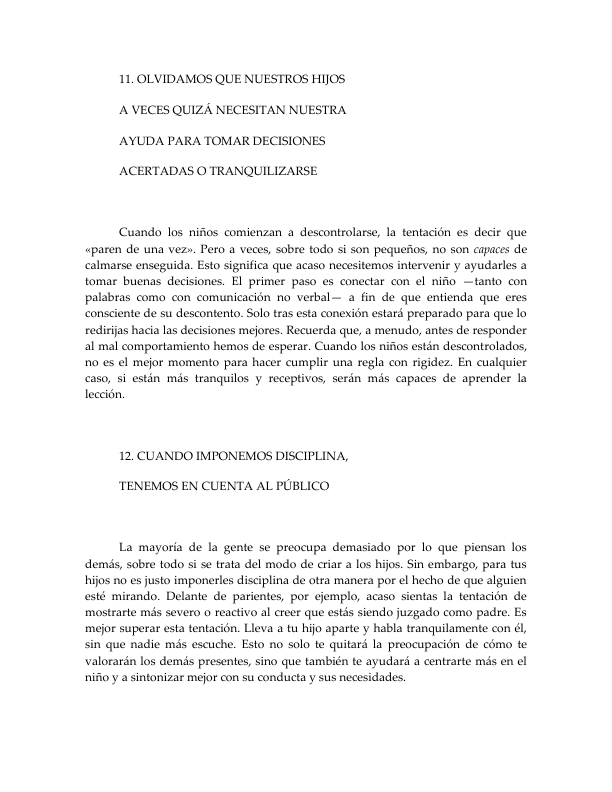 11. OLVIDAMOS QUE NUESTROS HIJOS
A VECES QUIZÁ NECESITAN NUESTRA
AYUDA PARA TOMAR DECISIONES
ACERTADAS O TRANQUILIZARSE
Cuando los niños comienzan a descontrolarse, la tentación es decir que
«paren de una vez». Pero a veces, sobre todo si son pequeños, no son capaces de
calmarse enseguida. Esto significa que acaso necesitemos intervenir y ayudarles a
tomar buenas decisiones. El primer paso es conectar con el niño —tanto con
palabras como con comunicación no verbal— a fin de que entienda que eres
consciente de su descontento. Solo tras esta conexión estará preparado para que lo
redirijas hacia las decisiones mejores. Recuerda que, a menudo, antes de responder
al mal comportamiento hemos de esperar. Cuando los niños están descontrolados,
no es el mejor momento para hacer cumplir una regla con rigidez. En cualquier
caso, si están más tranquilos y receptivos, serán más capaces de aprender la
lección.
12. CUANDO IMPONEMOS DISCIPLINA,
TENEMOS EN CUENTA AL PÚBLICO
La mayoría de la gente se preocupa demasiado por lo que piensan los
demás, sobre todo si se trata del modo de criar a los hijos. Sin embargo, para tus
hijos no es justo imponerles disciplina de otra manera por el hecho de que alguien
esté mirando. Delante de parientes, por ejemplo, acaso sientas la tentación de
mostrarte más severo o reactivo al creer que estás siendo juzgado como padre. Es
mejor superar esta tentación. Lleva a tu hijo aparte y habla tranquilamente con él,
sin que nadie más escuche. Esto no solo te quitará la preocupación de cómo te
valorarán los demás presentes, sino que también te ayudará a centrarte más en el
niño y a sintonizar mejor con su conducta y sus necesidades.